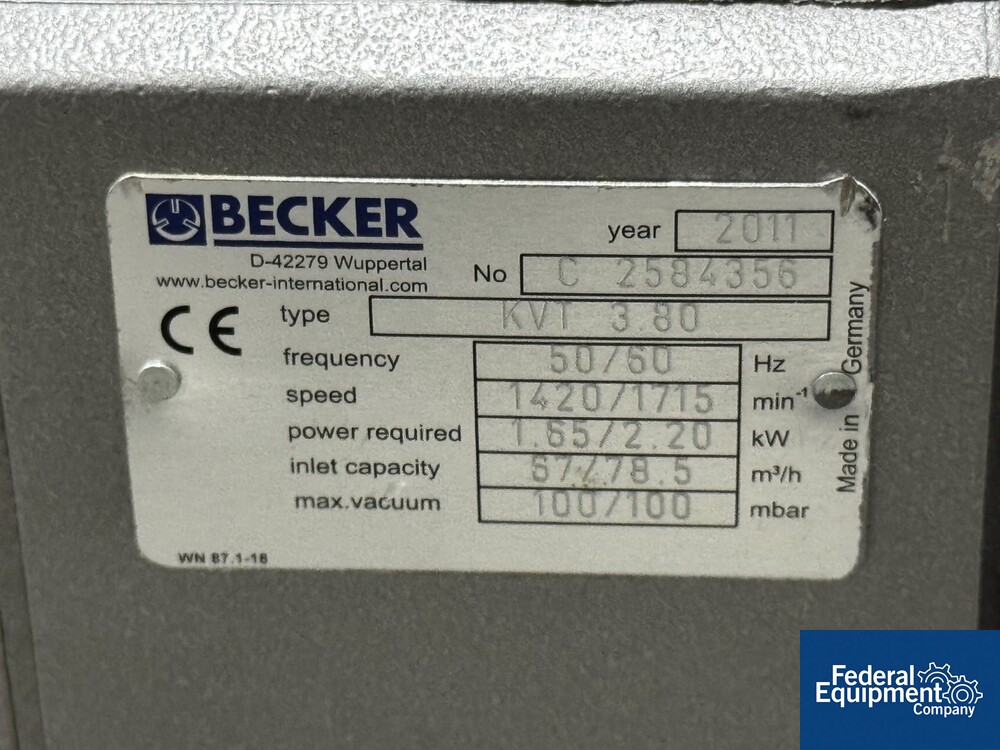 BECKER
D-42279 Wuppertal
www.becker-international.com
year 2011
No C 2584356
type KVT 3.80
frequency 50/60 Hz
speed 1420/1715 min-1
power required 1.65/2.20 kW
inlet capacity 67/78.5 m³/h
max.vacuum 100/100 mbar
CE
Made in Germany
WN 87.1-18
Federal
Equipment
Company